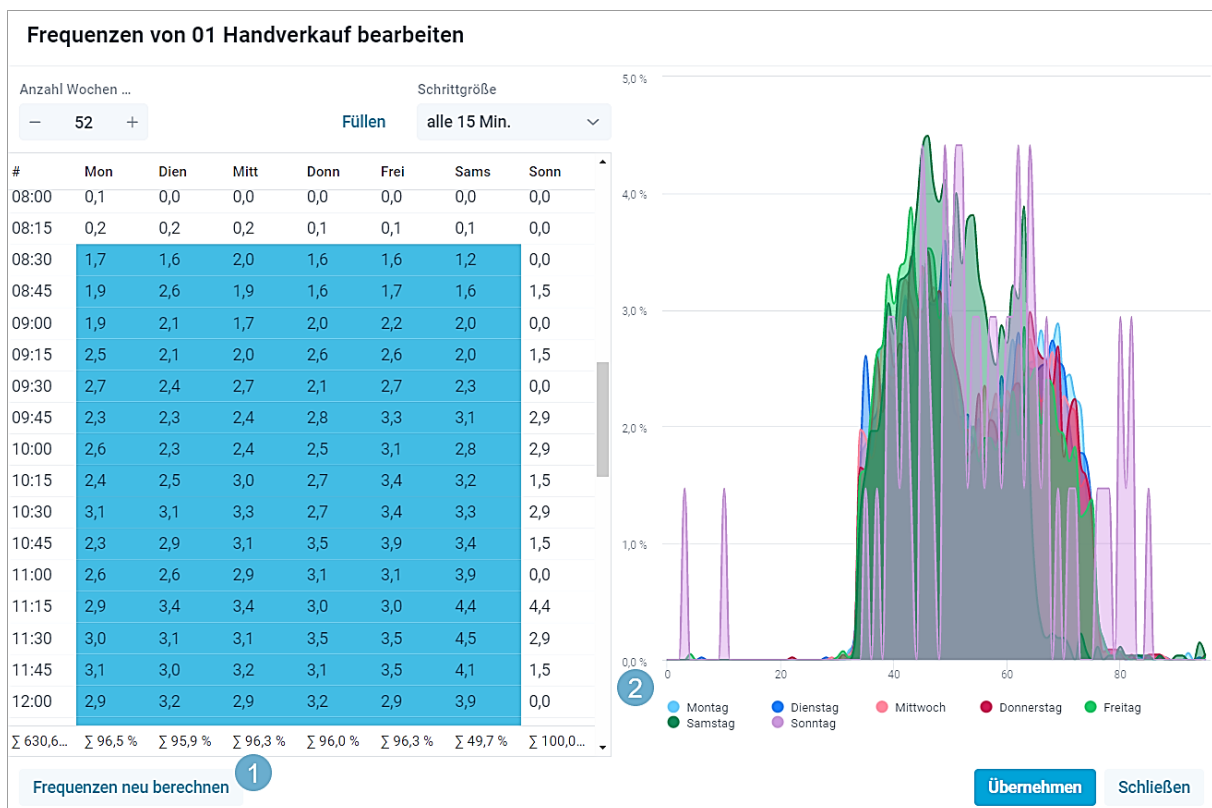 Frequenzen von 01 Handverkauf bearbeiten
Anzahl Wochen ...
Schrittgröße
− 52 +
Füllen
alle 15 Min.
# Mon Dien Mitt Donn Frei Sams Sonn
08:00 0,1 0,0 0,0 0,0 0,0 0,0 0,0
08:15 0,2 0,2 0,2 0,1 0,1 0,1 0,0
08:30 1,7 1,6 2,0 1,6 1,6 1,2 0,0
08:45 1,9 2,6 1,9 1,6 1,7 1,6 1,5
09:00 1,9 2,1 1,7 2,0 2,2 2,0 0,0
09:15 2,5 2,1 2,0 2,6 2,6 2,0 1,5
09:30 2,7 2,4 2,7 2,1 2,7 2,3 0,0
09:45 2,3 2,3 2,4 2,8 3,3 3,1 2,9
10:00 2,6 2,3 2,4 2,5 3,1 2,8 2,9
10:15 2,4 2,5 3,0 2,7 3,4 3,2 1,5
10:30 3,1 3,1 3,3 2,7 3,4 3,3 2,9
10:45 2,3 2,9 3,1 3,5 3,9 3,4 1,5
11:00 2,6 2,6 2,9 3,1 3,1 3,9 0,0
11:15 2,9 3,4 3,4 3,0 3,0 4,4 4,4
11:30 3,0 3,1 3,1 3,5 3,5 4,5 2,9
11:45 3,1 3,0 3,2 3,1 3,5 4,1 1,5
12:00 2,9 3,2 2,9 3,2 2,9 3,9 0,0
∑ 630,6... ∑ 96,5 % ∑ 95,9 % ∑ 96,3 % ∑ 96,0 % ∑ 96,3 % ∑ 49,7 % ∑ 100,0...
Frequenzen neu berechnen
1
5,0 %
4,0 %
3,0 %
2,0 %
1,0 %
0,0 %
0 20 40 60 80
2
Montag Dienstag Mittwoch Donnerstag Freitag
Samstag Sonntag
Übernehmen Schließen